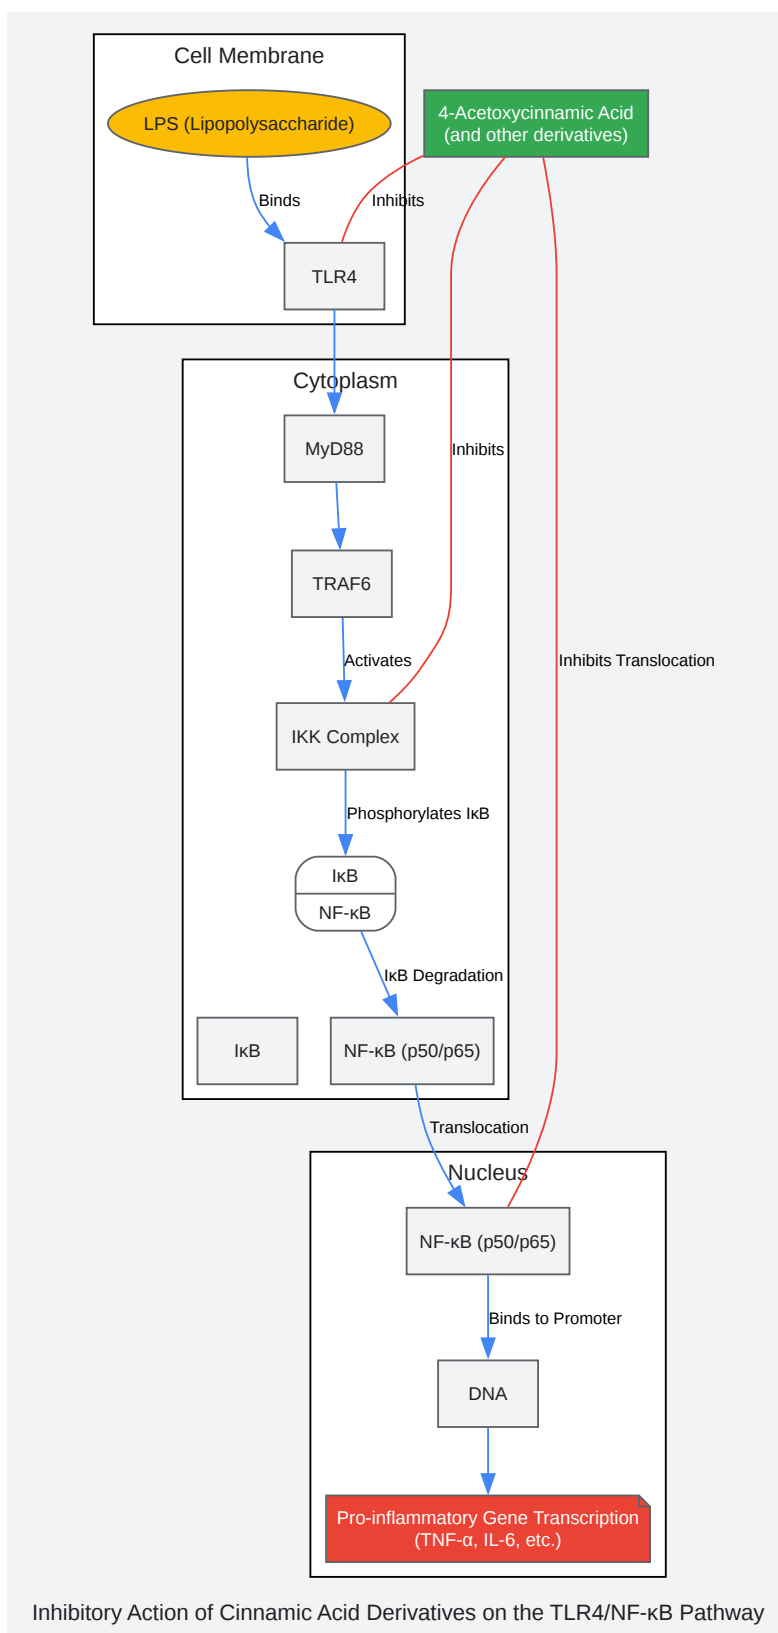 Cell Membrane
LPS (Lipopolysaccharide)
4-Acetoxycinnamic Acid
(and other derivatives)
Binds
Inhibits
TLR4
Cytoplasm
MyD88
Inhibits
TRAF6
Activates
Inhibits Translocation
IKK Complex
Phosphorylates IκB
IκB
NF-κB
IκB Degradation
IκB
NF-κB (p50/p65)
Translocation
Nucleus
NF-κB (p50/p65)
Binds to Promoter
DNA
Pro-inflammatory Gene Transcription
(TNF-α, IL-6, etc.)
Inhibitory Action of Cinnamic Acid Derivatives on the TLR4/NF-κB Pathway